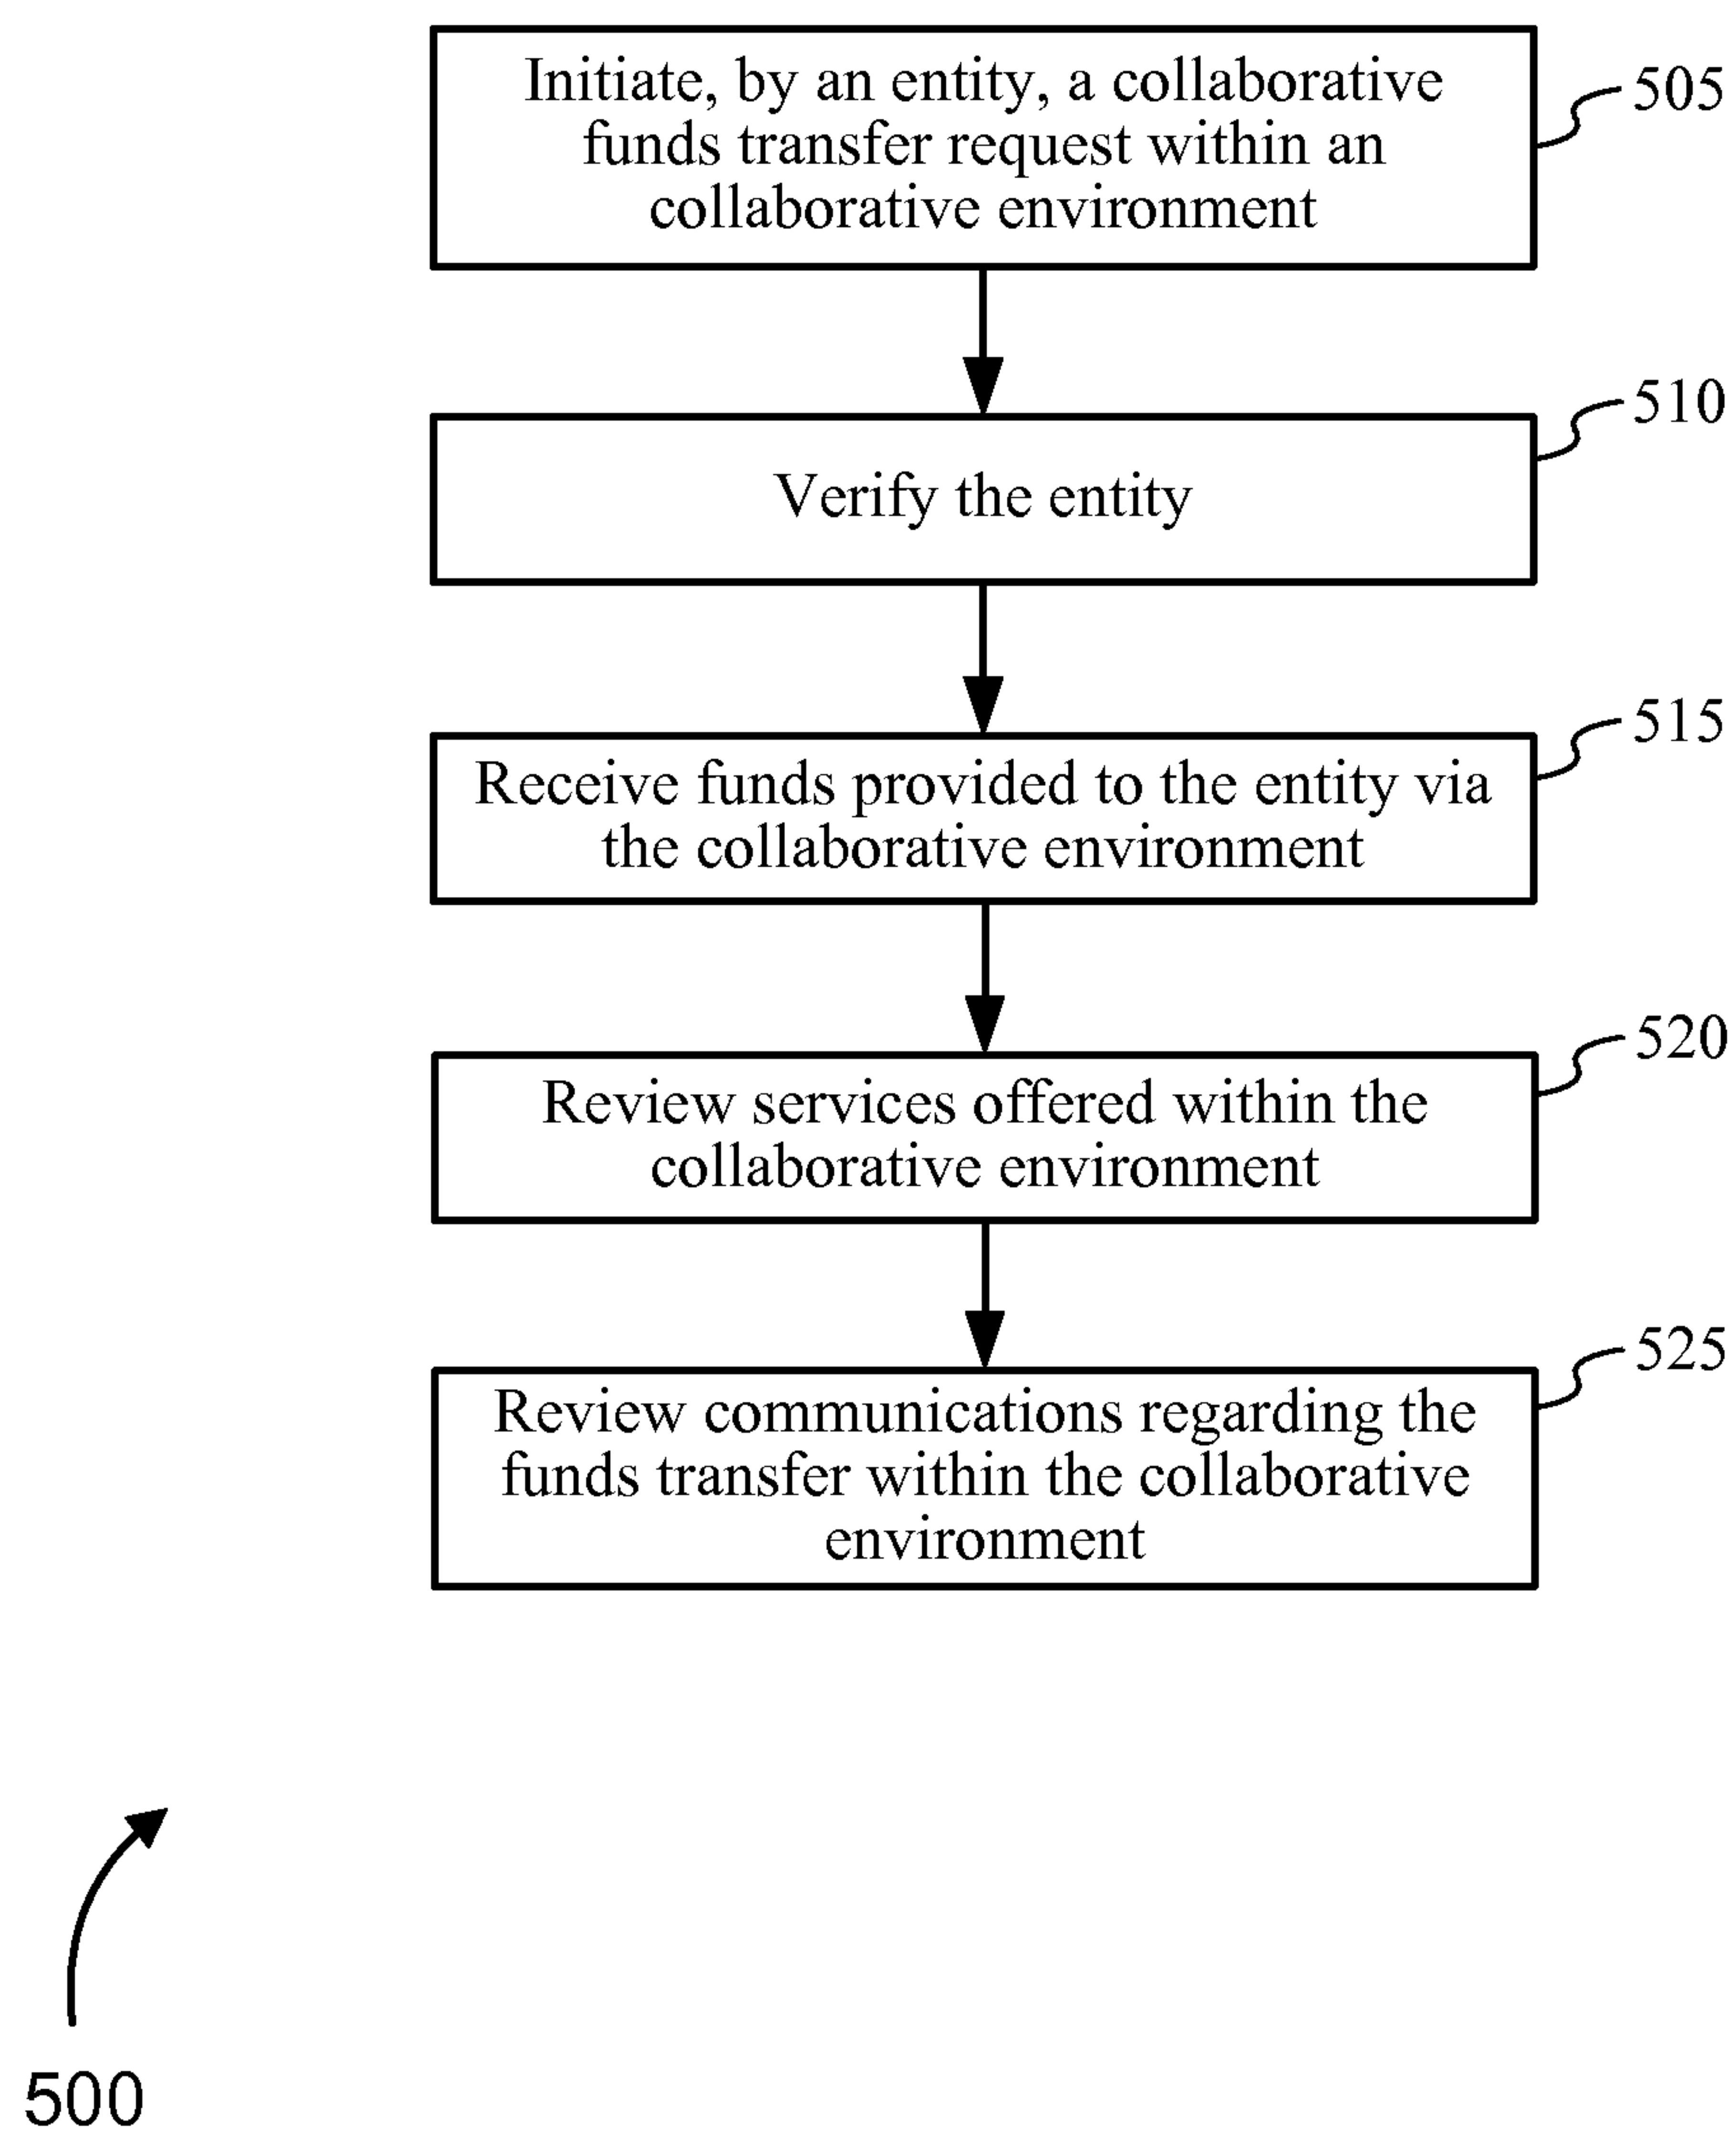 Initiate, by an entity, a collaborative
funds transfer request within an
collaborative environment
505
Verify the entity
510
Receive funds provided to the entity via
the collaborative environment
515
Review services offered within the
collaborative environment
520
Review communications regarding the
funds transfer within the collaborative
environment
525
500